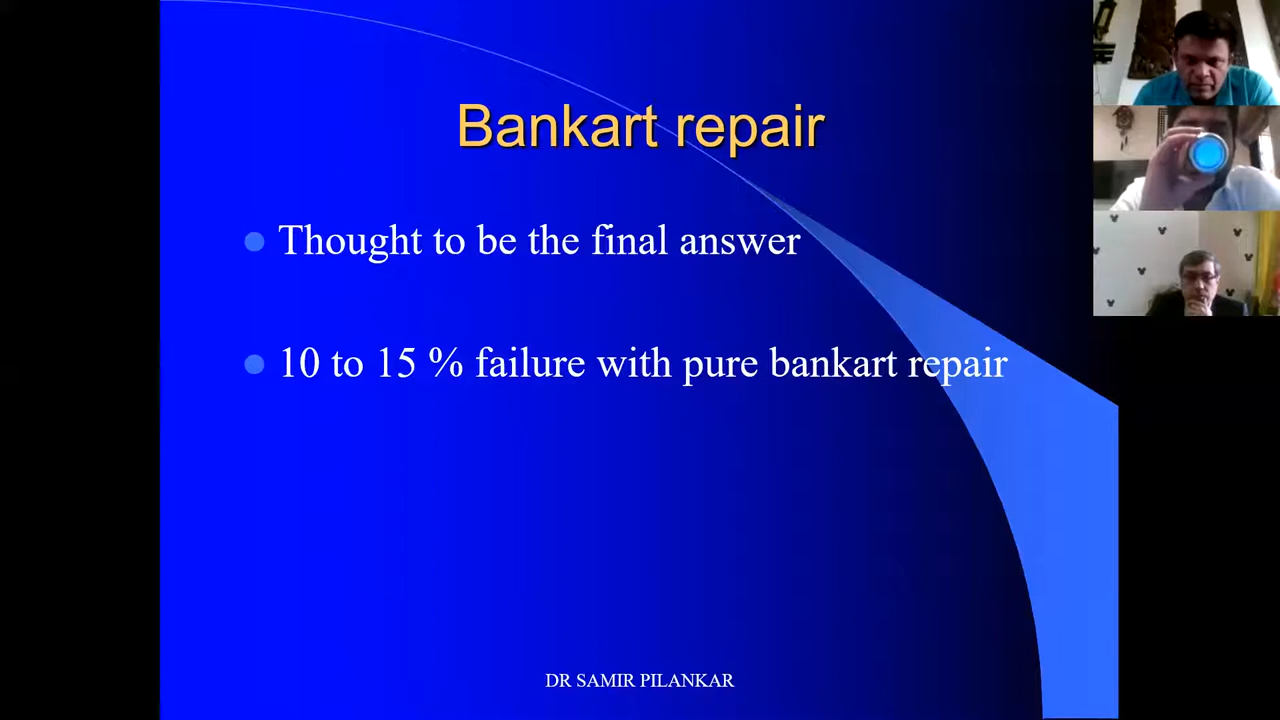 Bankart repair
Thought to be the final answer
10 to 15 % failure with pure bankart repair
DR SAMIR PILANKAR